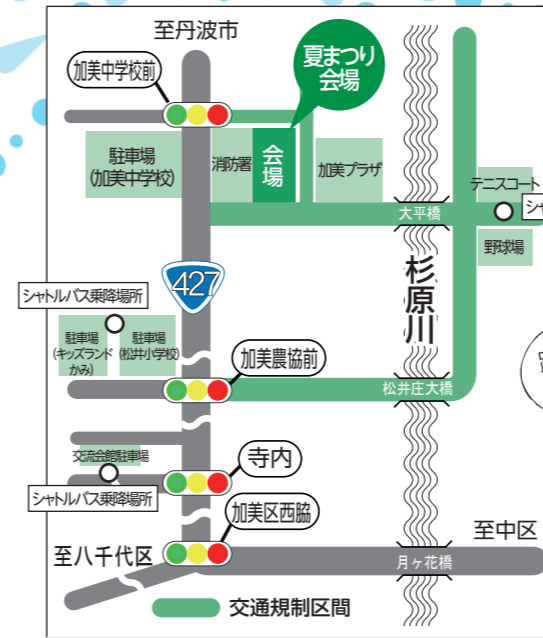 至丹波市
加美中学校前
夏まつり
会場
駐車場
(加美中学校)
消防署
会場
加美プラザ
テニスコート
大平橋
シャ
野球場
427
杉原川
シャトルバス乗降場所
駐車場
(キッズランド
かみ)
駐車場
(松井小学校)
加美農協前
松井庄大橋
交流会館駐車場
寺内
シャトルバス乗降場所
加美区西脇
至八千代区
至中区
月ヶ花橋
交通規制区間